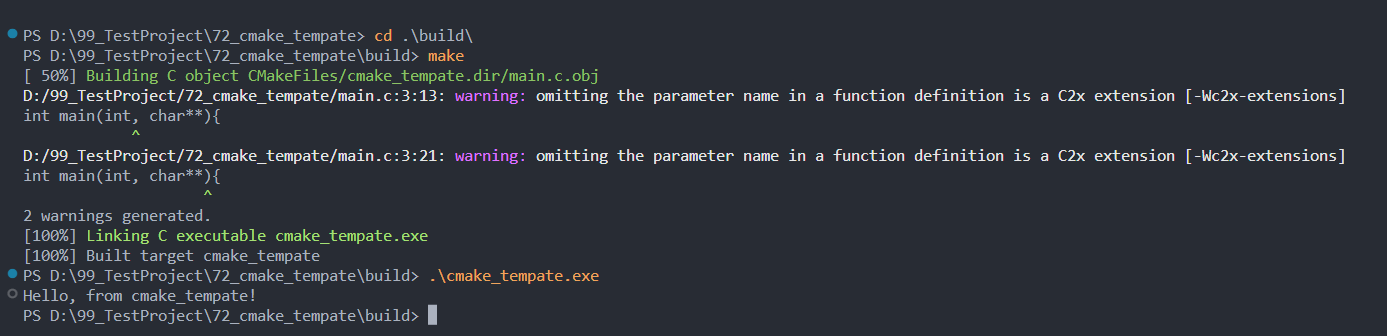 PS D:\99_TestProject\72_cmake_tempate> cd .\build\
PS D:\99_TestProject\72_cmake_tempate\build> make
[ 50%] Building C object CMakeFiles/cmake_tempate.dir/main.c.obj
D:/99_TestProject/72_cmake_tempate/main.c:3:13: warning: omitting the parameter name in a function definition is a C2x extension [-Wc2x-extensions]
int main(int, char**){
            ^
D:/99_TestProject/72_cmake_tempate/main.c:3:21: warning: omitting the parameter name in a function definition is a C2x extension [-Wc2x-extensions]
int main(int, char**){
                    ^
2 warnings generated.
[100%] Linking C executable cmake_tempate.exe
[100%] Built target cmake_tempate
PS D:\99_TestProject\72_cmake_tempate\build> .\cmake_tempate.exe
Hello, from cmake_tempate!
PS D:\99_TestProject\72_cmake_tempate\build>